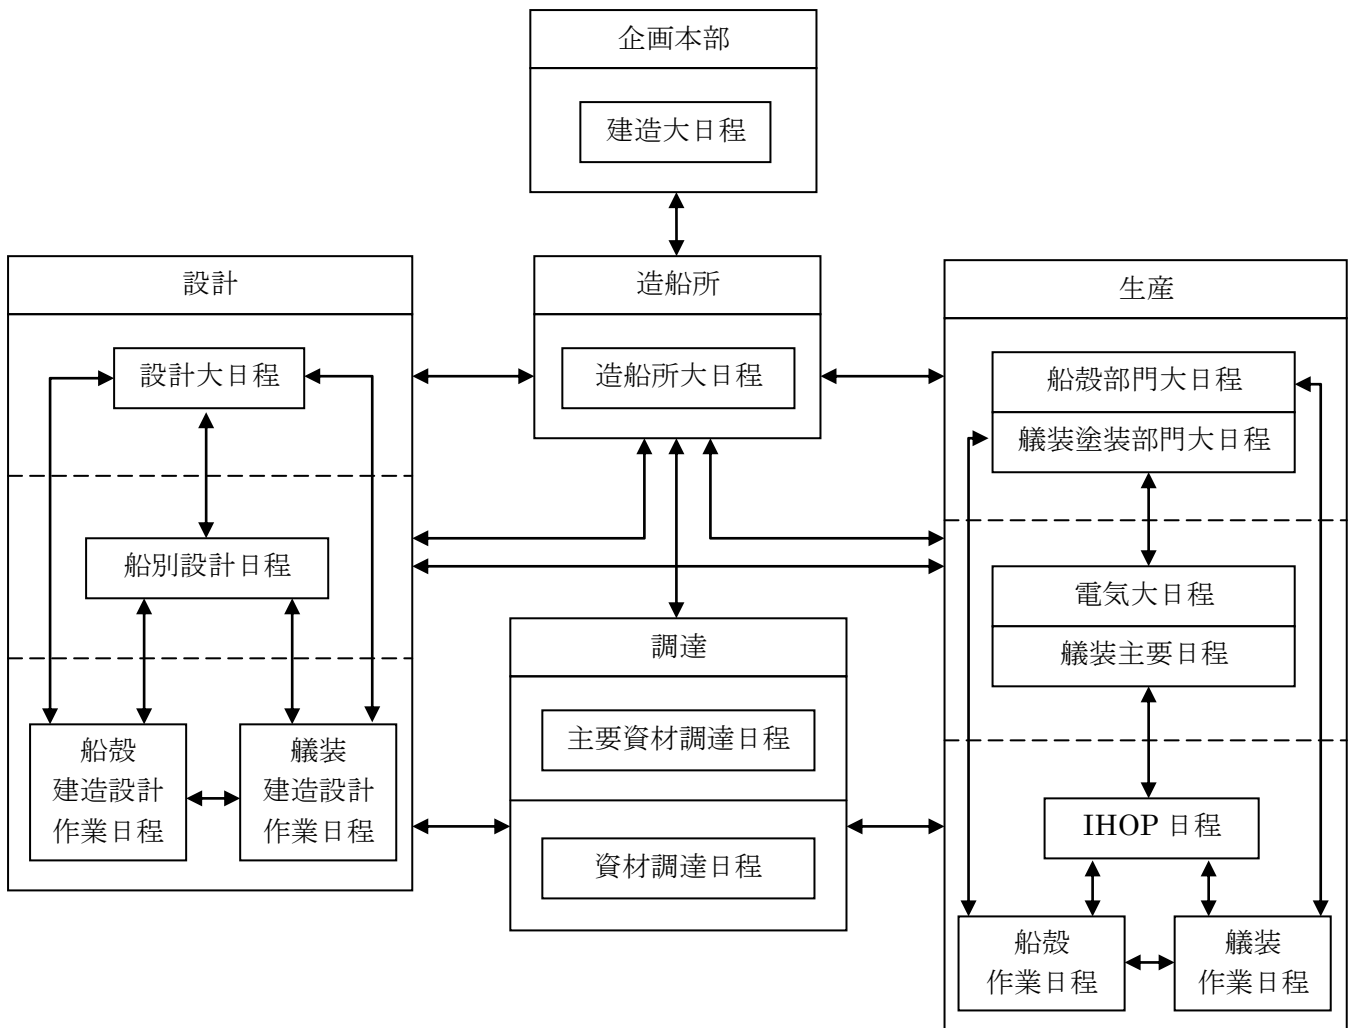 企画本部
建造大日程
設計
設計大日程
船別設計日程
船殻
建造設計
作業日程
艤装
建造設計
作業日程
造船所
造船所大日程
調達
主要資材調達日程
資材調達日程
生産
船殻部門大日程
艤装塗装部門大日程
電気大日程
艤装主要日程
IHOP 日程
船殻
作業日程
艤装
作業日程